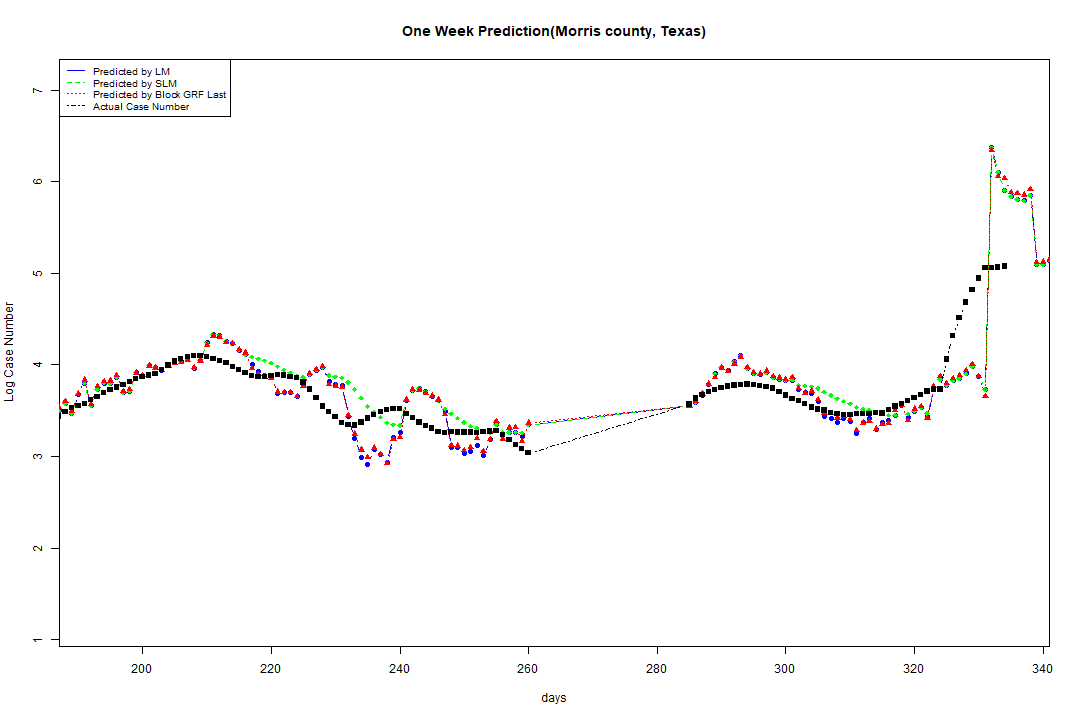 One Week Prediction(Morris county, Texas)
Predicted by LM
Predicted by SLM
Predicted by Block GRF Last
Actual Case Number
7
6
5
4
3
2
1
Log Case Number
200 220 240 260 280 300 320 340
days